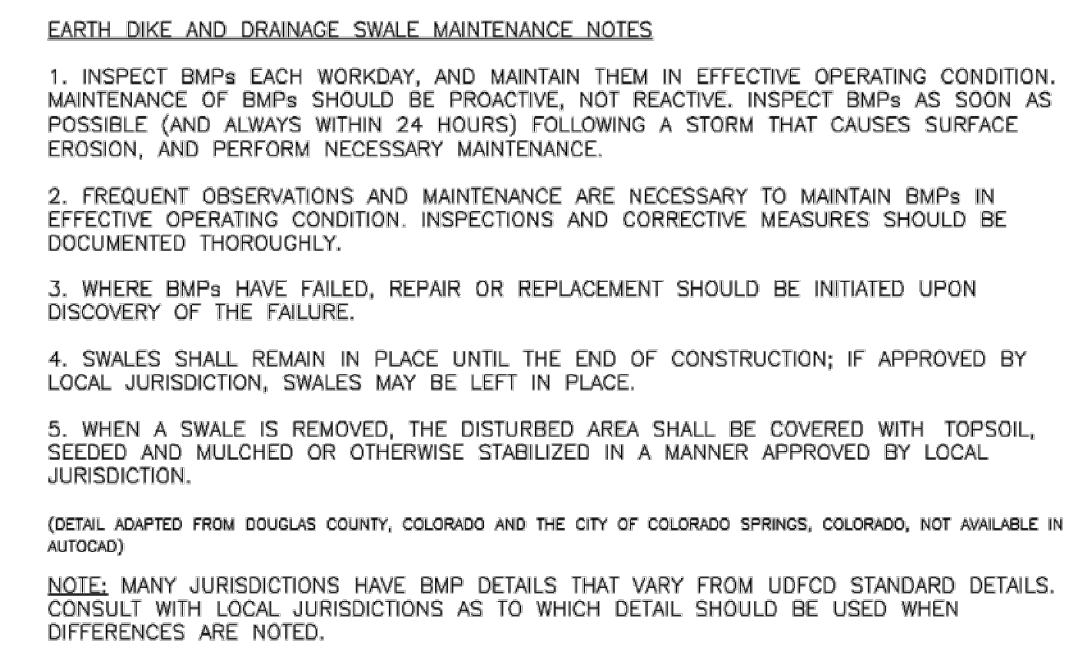 EARTH DIKE AND DRAINAGE SWALE MAINTENANCE NOTES
1. INSPECT BMPs EACH WORKDAY, AND MAINTAIN THEM IN EFFECTIVE OPERATING CONDITION.
MAINTENANCE OF BMPs SHOULD BE PROACTIVE, NOT REACTIVE. INSPECT BMPs AS SOON AS
POSSIBLE (AND ALWAYS WITHIN 24 HOURS) FOLLOWING A STORM THAT CAUSES SURFACE
EROSION, AND PERFORM NECESSARY MAINTENANCE.
2. FREQUENT OBSERVATIONS AND MAINTENANCE ARE NECESSARY TO MAINTAIN BMPs IN
EFFECTIVE OPERATING CONDITION. INSPECTIONS AND CORRECTIVE MEASURES SHOULD BE
DOCUMENTED THOROUGHLY.
3. WHERE BMPs HAVE FAILED, REPAIR OR REPLACEMENT SHOULD BE INITIATED UPON
DISCOVERY OF THE FAILURE.
4. SWALES SHALL REMAIN IN PLACE UNTIL THE END OF CONSTRUCTION; IF APPROVED BY
LOCAL JURISDICTION, SWALES MAY BE LEFT IN PLACE.
5. WHEN A SWALE IS REMOVED, THE DISTURBED AREA SHALL BE COVERED WITH TOPSOIL,
SEEDED AND MULCHED OR OTHERWISE STABILIZED IN A MANNER APPROVED BY LOCAL
JURISDICTION.
(DETAIL ADAPTED FROM DOUGLAS COUNTY, COLORADO AND THE CITY OF COLORADO SPRINGS, COLORADO, NOT AVAILABLE IN
AUTOCAD)
NOTE: MANY JURISDICTIONS HAVE BMP DETAILS THAT VARY FROM UDFCD STANDARD DETAILS.
CONSULT WITH LOCAL JURISDICTIONS AS TO WHICH DETAIL SHOULD BE USED WHEN
DIFFERENCES ARE NOTED.